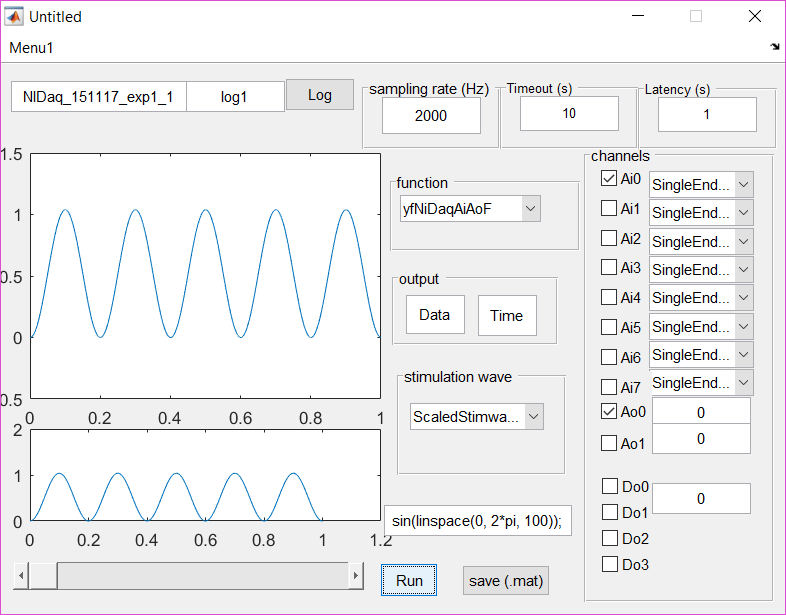 Untitled
Menu1
NIDaq_151117_exp1_1
log1
Log
sampling rate (Hz)
2000
Timeout (s)
10
Latency (s)
1
1.5
1
0.5
0
0.5
0 0.2 0.4 0.6 0.8 1
2
1
0
0 0.2 0.4 0.6 0.8 1 1.2
function
yfNiDaqAiAoF
output
Data
Time
stimulation wave
ScaledStimwa...
sin(linspace(0, 2*pi, 100));
Run
save (.mat)
channels
Ai0 SingleEnd...
Ai1 SingleEnd...
Ai2 SingleEnd...
Ai3 SingleEnd...
Ai4 SingleEnd...
Ai5 SingleEnd...
Ai6 SingleEnd...
Ai7 SingleEnd...
Ao0 0
Ao1 0
Do0 0
Do1
Do2
Do3